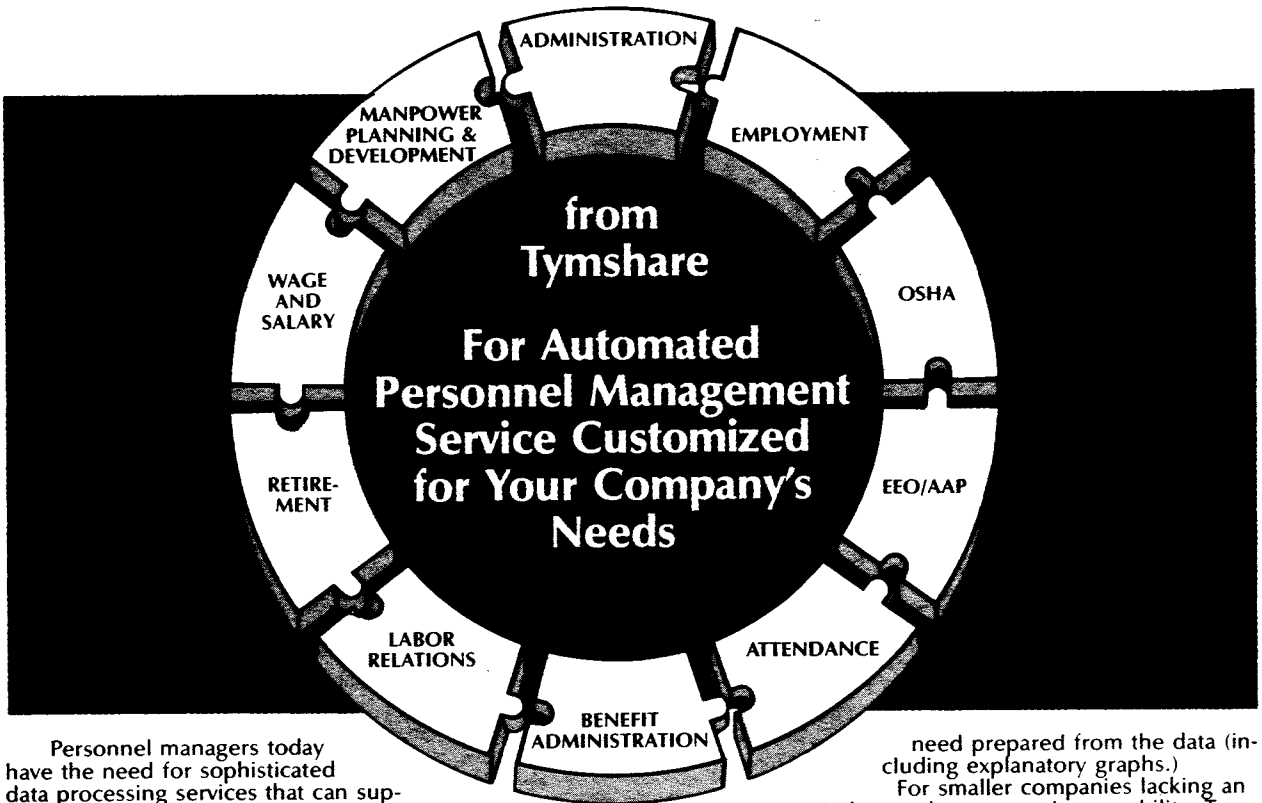 ADMINISTRATION
EMPLOYMENT
OSHA
EEO/AAP
ATTENDANCE
BENEFIT
ADMINISTRATION
LABOR
RELATIONS
RETIRE-
MENT
WAGE
AND
SALARY
MANPOWER
PLANNING &
DEVELOPMENT
from
Tymshare
For Automated
Personnel Management
Service Customized
for Your Company's
Needs
Personnel managers today
have the need for sophisticated
data processing services that can sup-
need prepared from the data (in-
cluding explanatory graphs.)
For smaller companies lacking an